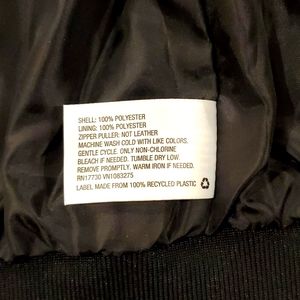 SHELL: 100% POLYESTER
LINING: 100% POLYESTER
ZIPPER PULLER: NOT LEATHER
MACHINE WASH COLD WITH LIKE COLORS.
GENTLE CYCLE. ONLY NON-CHLORINE
BLEACH IF NEEDED. TUMBLE DRY LOW.
REMOVE PROMPTLY. WARM IRON IF NEEDED.
RN17730 VN1083275
LABEL MADE FROM 100% RECYCLED PLASTIC